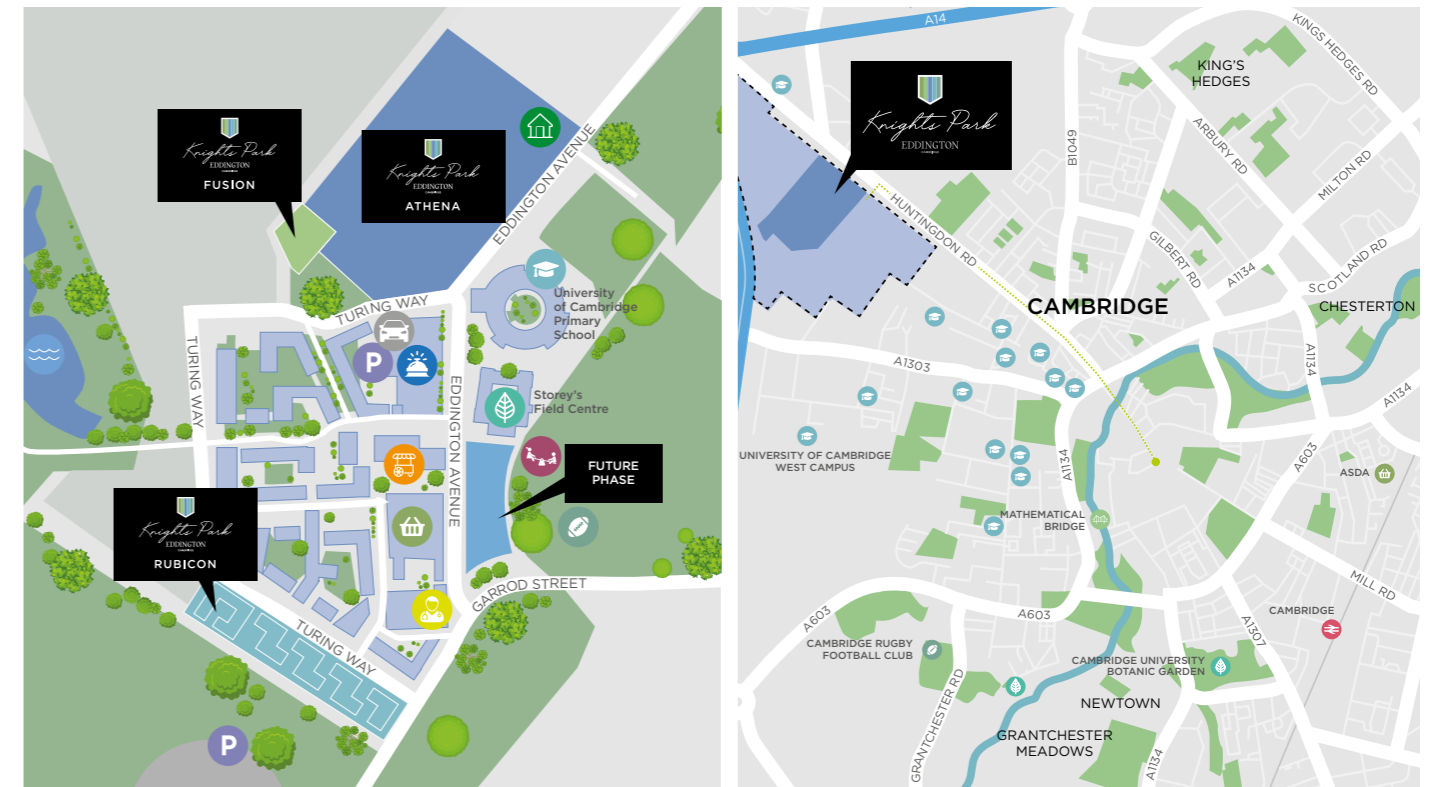 Knights Park
EDDINGTON
CAMBRIDGE
FUSION
Knights Park
EDDINGTON
CAMBRIDGE
ATHENA
EDDINGTON AVENUE
University
of Cambridge
Primary
School
TURING WAY
TURING WAY
P
EDDINGTON AVENUE
Storey's
Field Centre
FUTURE
PHASE
Knights Park
EDDINGTON
CAMBRIDGE
RUBICON
GARROD STREET
TURING WAY
P
A14
KINGS HEDGES RD
KING'S
HEDGES
Knights Park
EDDINGTON
CAMBRIDGE
B1049
ARBURY RD
MILTON RD
HUNTINGDON RD
GILBERT RD
A1134
SCOTLAND RD
CAMBRIDGE
CHESTERTON
A1303
A1134
A1134
UNIVERSITY OF CAMBRIDGE
WEST CAMPUS
A1134
A603
ASDA
MATHEMATICAL
BRIDGE
MILL RD
A603
A603
CAMBRIDGE
A1307
CAMBRIDGE RUGBY
FOOTBALL CLUB
CAMBRIDGE UNIVERSITY
BOTANIC GARDEN
GRANTCHESTER RD
NEWTOWN
GRANTCHESTER
MEADOWS
A1134